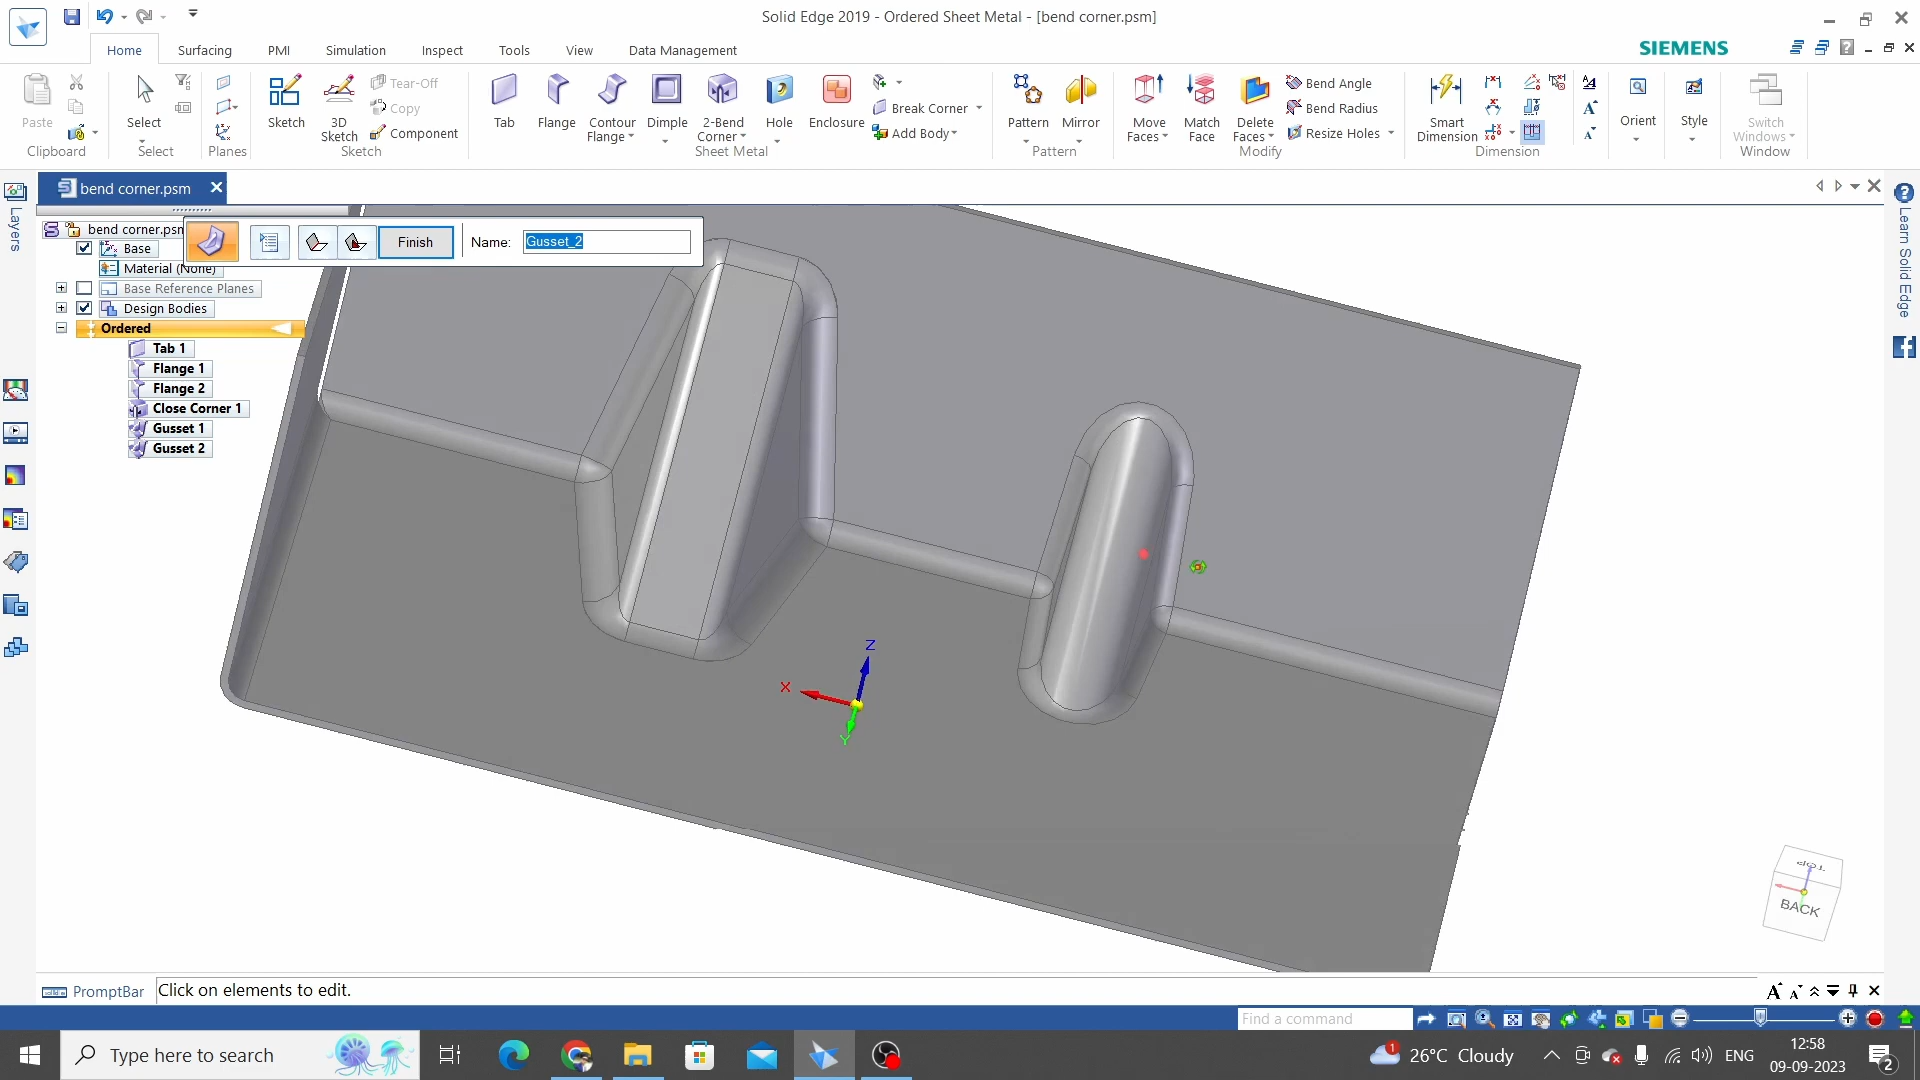 Solid Edge 2019 - Ordered Sheet Metal - [bend corner.psm]
Home Surfacing PMI Simulation Inspect Tools View Data Management
SIEMENS
Paste
Clipboard
Select
Select
Planes
Sketch
3D Sketch
Tear-Off
Copy
Component
Sketch
Tab
Flange
Contour Flange
Dimple
2-Bend Corner
Hole
Enclosure
Break Corner
Add Body
Sheet Metal
Pattern
Mirror
Pattern
Move Faces
Match Face
Delete Faces
Bend Angle
Bend Radius
Resize Holes
Modify
Smart Dimension
Dimension
Orient
Style
Switch Windows
Window
bend corner.psm
Layers
Learn Solid Edge
bend corner.psm
Finish
Name:
Gusset_2
Base
Material (None)
Base Reference Planes
Design Bodies
Ordered
Tab 1
Flange 1
Flange 2
Close Corner 1
Gusset 1
Gusset 2
Z
X
Y
TOP
BACK
PromptBar
Click on elements to edit.
Find a command
Type here to search
26°C Cloudy
1
ENG
12:58
09-09-2023
2